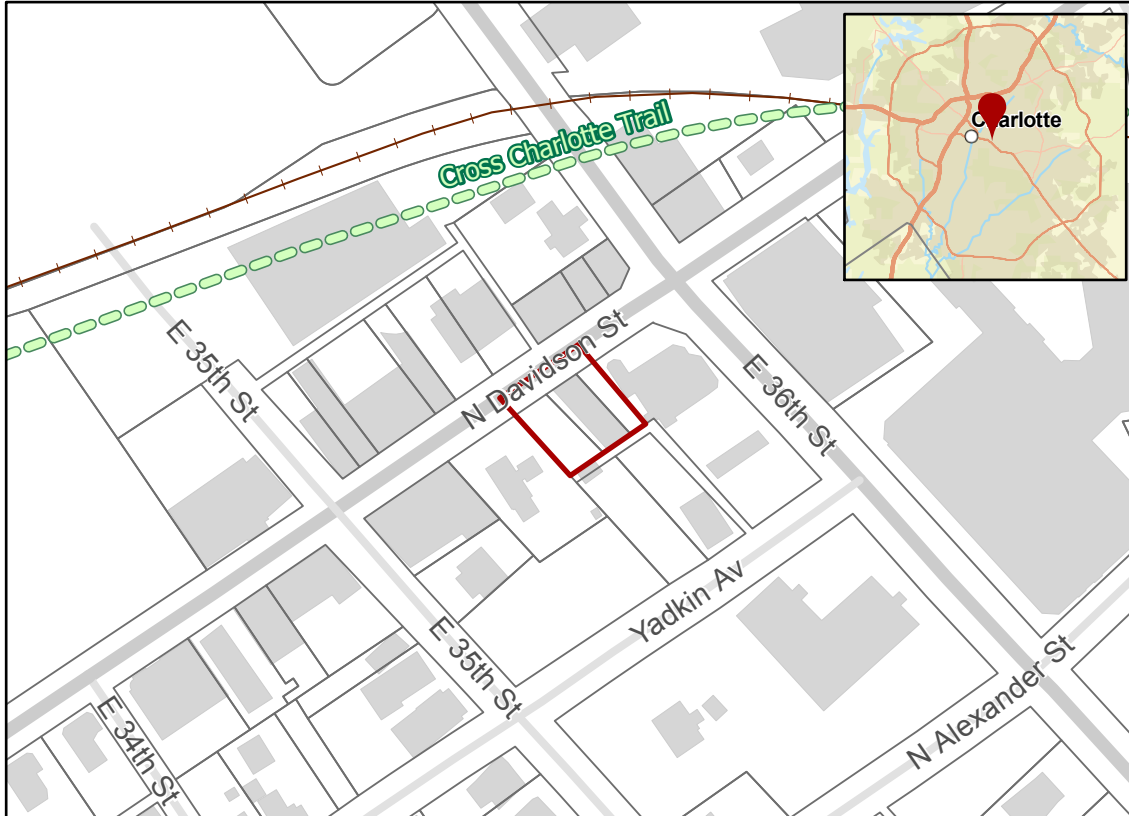 Charlotte
Cross Charlotte Trail
E 35th St
N Davidson St
E 36th St
Yadkin Av
E 35th St
N Alexander St
E 34th St